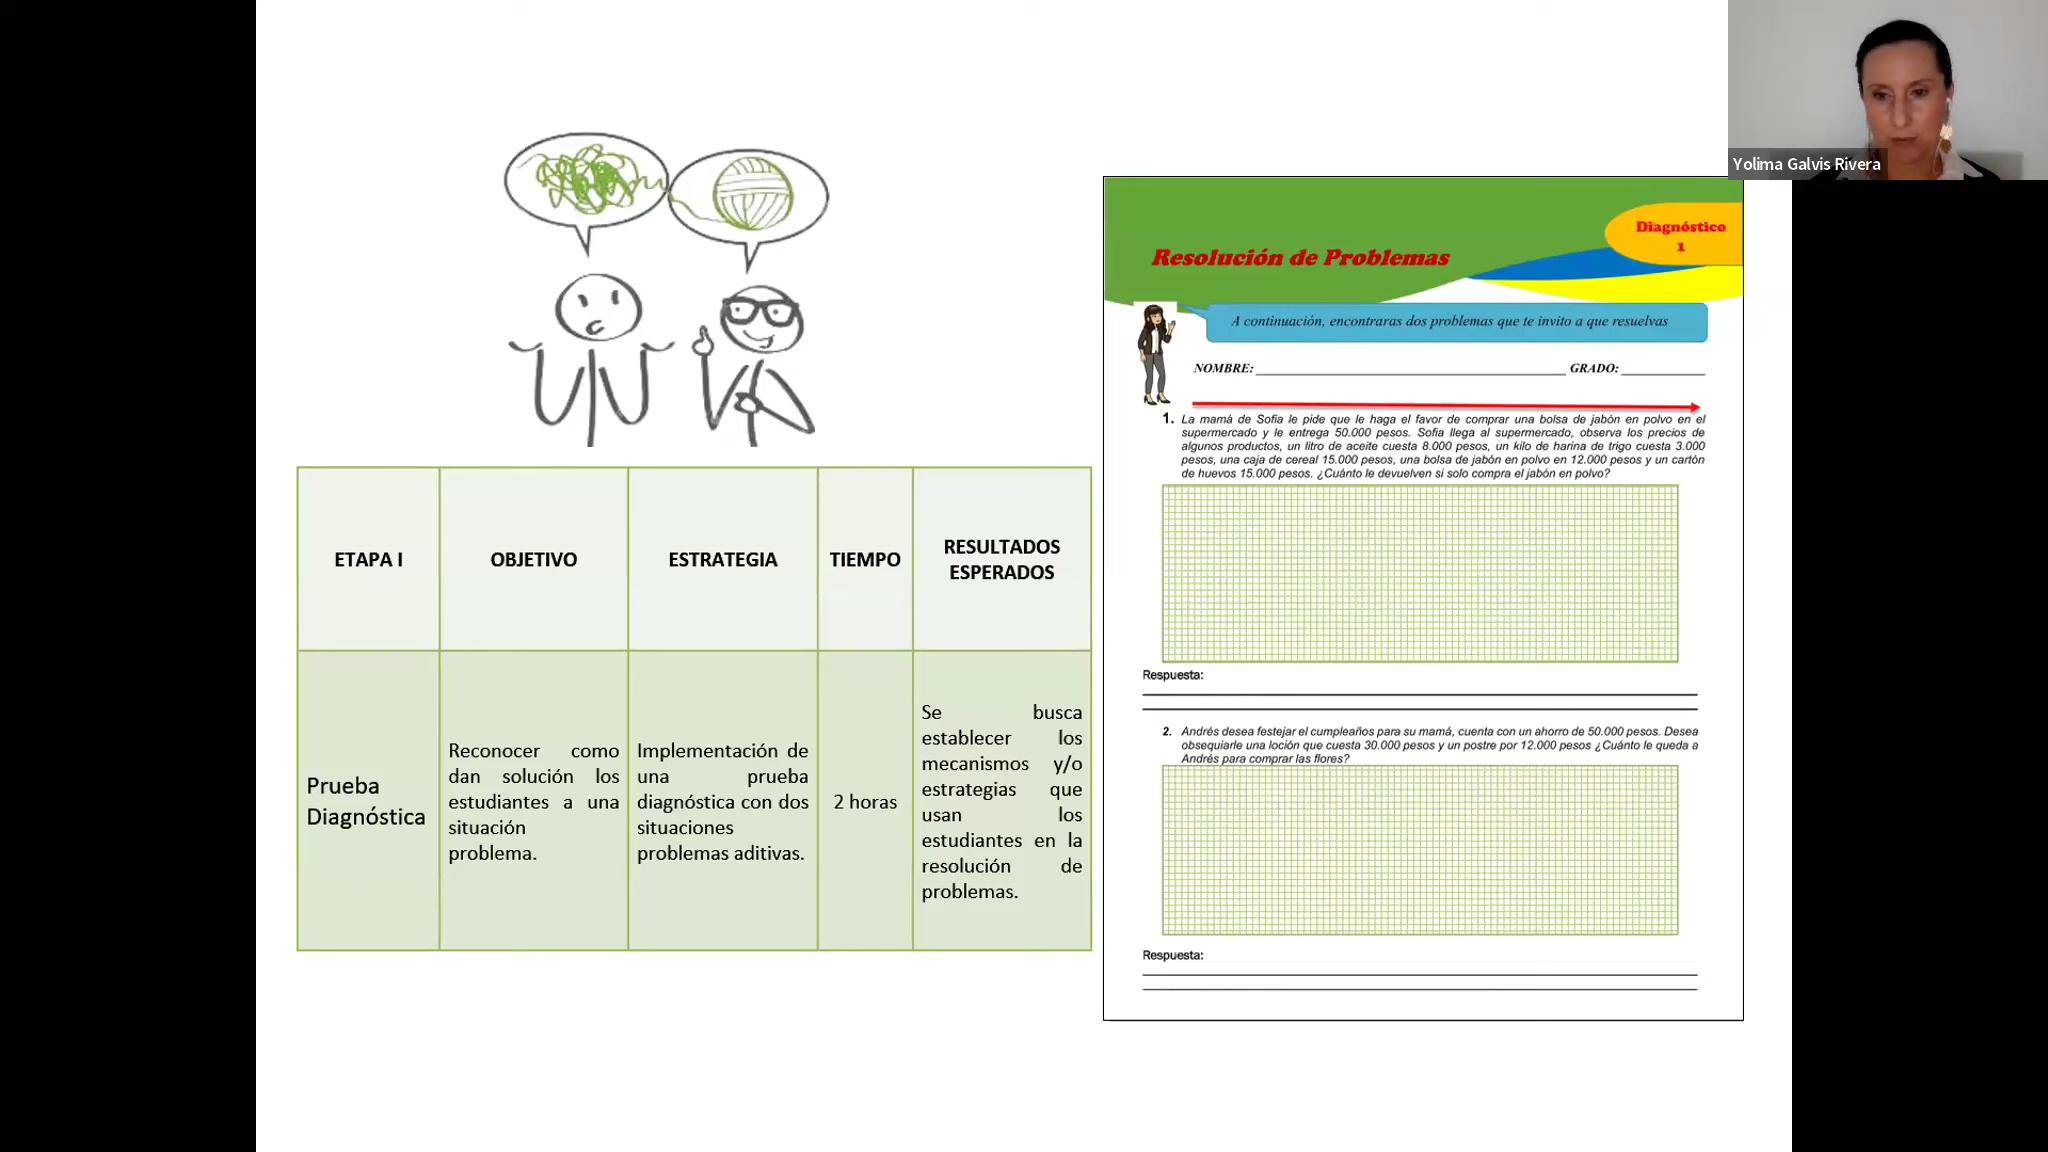 Yolima Galvis Rivera
ETAPA I
OBJETIVO
ESTRATEGIA
TIEMPO
RESULTADOS
ESPERADOS
Prueba
Diagnóstica
Reconocer como
dan solución los
estudiantes a una
situación
problema.
Implementación de
una prueba
diagnóstica con dos
situaciones
problemas aditivas.
2 horas
Se busca
establecer los
mecanismos y/o
estrategias que
usan los
estudiantes en la
resolución de
problemas.
Diagnóstico
1
Resolución de Problemas
A continuación, encontraras dos problemas que te invito a que resuelvas
NOMBRE: GRADO:
1. La mamá de Sofia le pide que le haga el favor de comprar una bolsa de jabón en polvo en el
supermercado y le entrega 50.000 pesos. Sofia llega al supermercado, observa los precios de
algunos productos, un litro de aceite cuesta 8.000 pesos, un kilo de harina de trigo cuesta 3.000
pesos, una caja de cereal 15.000 pesos, una bolsa de jabón en polvo en 12.000 pesos y un cartón
de huevos 15.000 pesos. ¿Cuánto le devuelven si solo compra el jabón en polvo?
Respuesta:
2. Andrés desea festejar el cumpleaños para su mamá, cuenta con un ahorro de 50.000 pesos. Desea
obsequiarle una loción que cuesta 30.000 pesos y un postre por 12.000 pesos ¿Cuánto le queda a
Andrés para comprar las flores?
Respuesta: